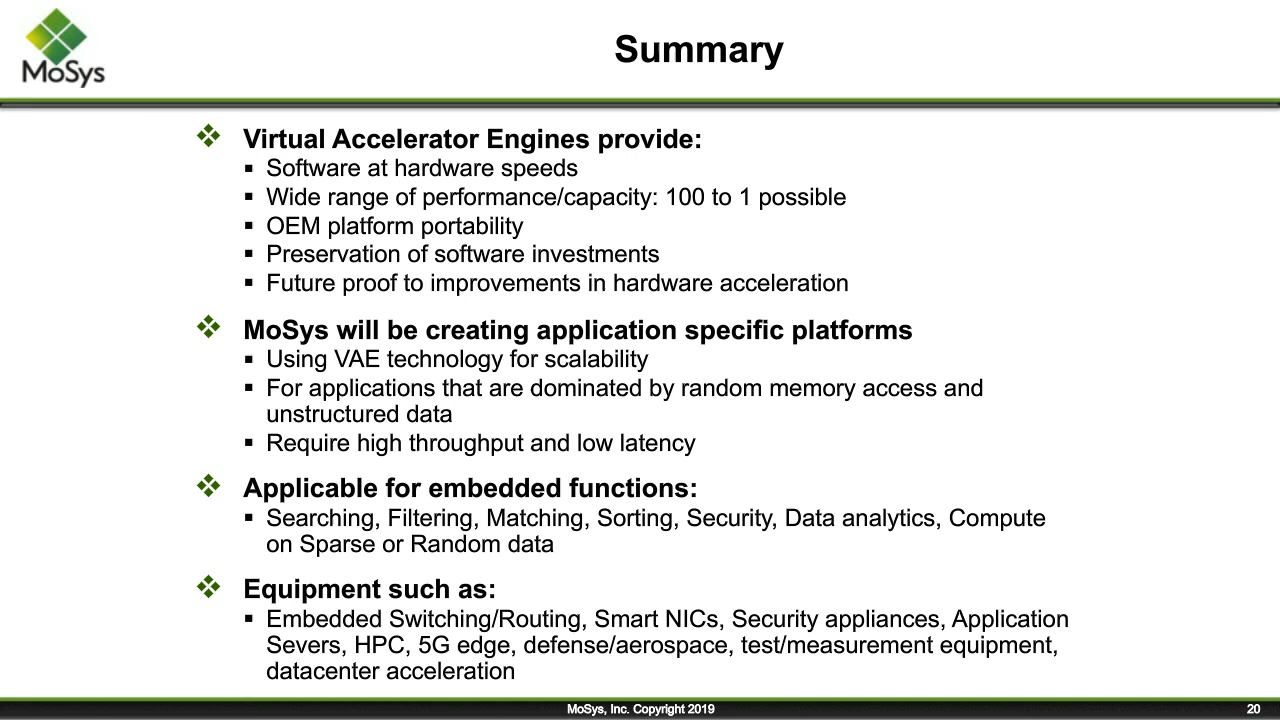 MoSys
Summary
❖ Virtual Accelerator Engines provide:
▪ Software at hardware speeds
▪ Wide range of performance/capacity: 100 to 1 possible
▪ OEM platform portability
▪ Preservation of software investments
▪ Future proof to improvements in hardware acceleration
❖ MoSys will be creating application specific platforms
▪ Using VAE technology for scalability
▪ For applications that are dominated by random memory access and
unstructured data
▪ Require high throughput and low latency
❖ Applicable for embedded functions:
▪ Searching, Filtering, Matching, Sorting, Security, Data analytics, Compute
on Sparse or Random data
❖ Equipment such as:
▪ Embedded Switching/Routing, Smart NICs, Security appliances, Application
Severs, HPC, 5G edge, defense/aerospace, test/measurement equipment,
datacenter acceleration
MoSys, Inc. Copyright 2019
20